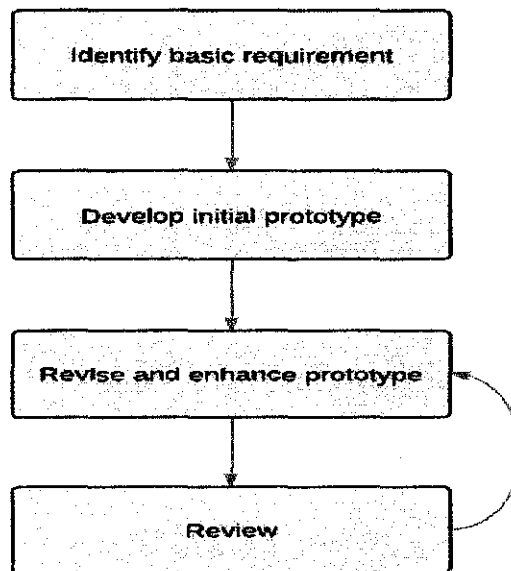 Identify basic requirement
Develop initial prototype
Revise and enhance prototype
Review